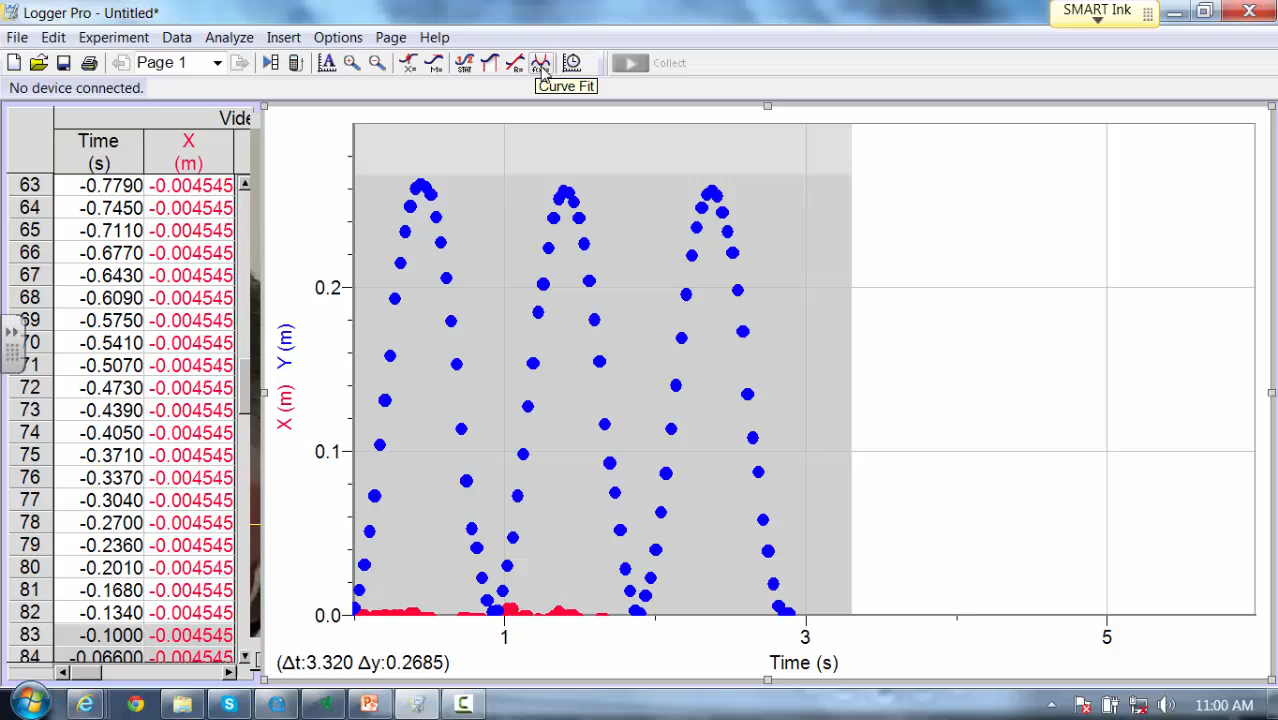 Logger Pro - Untitled*
SMART Ink
File Edit Experiment Data Analyze Insert Options Page Help
Page 1
Collect
No device connected.
Curve Fit
Time
(s)
X
(m)
63 -0.7790 -0.004545
64 -0.7450 -0.004545
65 -0.7110 -0.004545
66 -0.6770 -0.004545
67 -0.6430 -0.004545
68 -0.6090 -0.004545
69 -0.5750 -0.004545
70 -0.5410 -0.004545
71 -0.5070 -0.004545
72 -0.4730 -0.004545
73 -0.4390 -0.004545
74 -0.4050 -0.004545
75 -0.3710 -0.004545
76 -0.3370 -0.004545
77 -0.3040 -0.004545
78 -0.2700 -0.004545
79 -0.2360 -0.004545
80 -0.2010 -0.004545
81 -0.1680 -0.004545
82 -0.1340 -0.004545
83 -0.1000 -0.004545
84 -0.06600 -0.004545
X (m) Y (m)
0.2
0.1
0.0
1 3 5
(Δt:3.320 Δy:0.2685)
Time (s)
11:00 AM